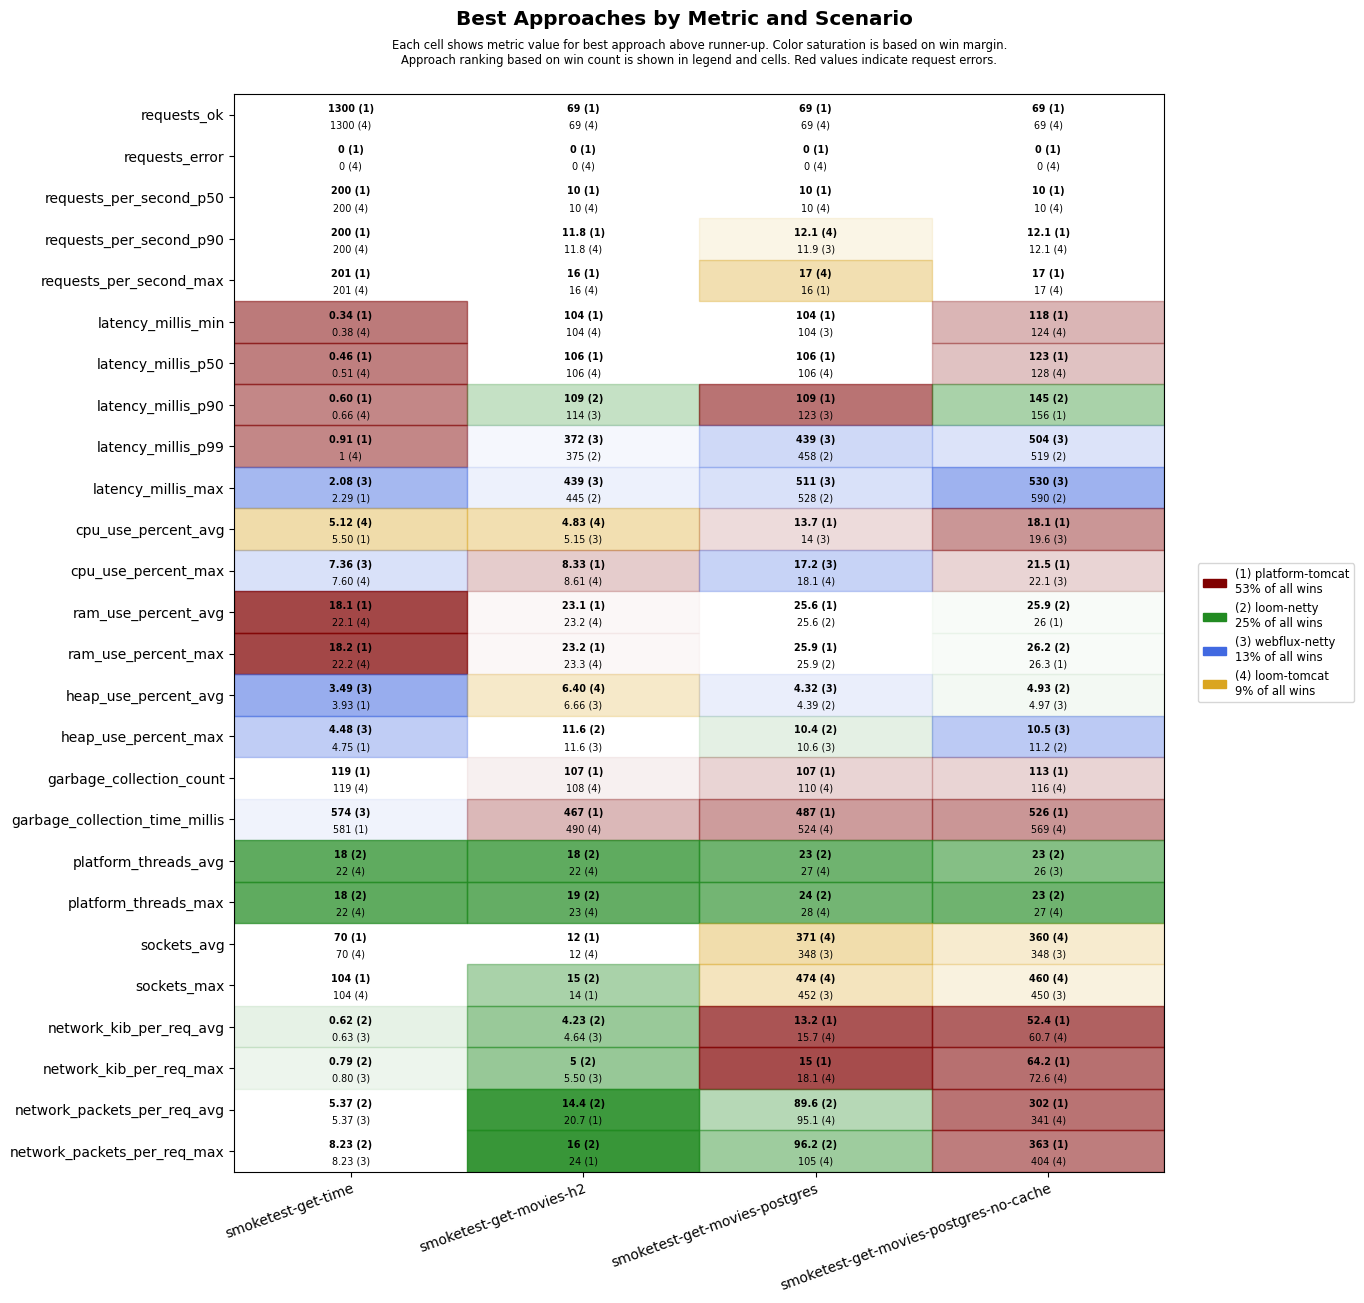 Best Approaches by Metric and Scenario
Each cell shows metric value for best approach above runner-up. Color saturation is based on win margin.
Approach ranking based on win count is shown in legend and cells. Red values indicate request errors.
requests_ok
1300 (1) 69 (1) 69 (1) 69 (1)
1300 (4) 69 (4) 69 (4) 69 (4)
requests_error
0 (1) 0 (1) 0 (1) 0 (1)
0 (4) 0 (4) 0 (4) 0 (4)
requests_per_second_p50
200 (1) 10 (1) 10 (1) 10 (1)
200 (4) 10 (4) 10 (4) 10 (4)
requests_per_second_p90
200 (1) 11.8 (1) 12.1 (4) 12.1 (1)
200 (4) 11.8 (4) 11.9 (3) 12.1 (4)
requests_per_second_max
201 (1) 16 (1) 17 (4) 17 (1)
201 (4) 16 (4) 16 (1) 17 (4)
latency_millis_min
0.34 (1) 104 (1) 104 (1) 118 (1)
0.38 (4) 104 (4) 104 (3) 124 (4)
latency_millis_p50
0.46 (1) 106 (1) 106 (1) 123 (1)
0.51 (4) 106 (4) 106 (4) 128 (4)
latency_millis_p90
0.60 (1) 109 (2) 109 (1) 145 (2)
0.66 (4) 114 (3) 123 (3) 156 (1)
latency_millis_p99
0.91 (1) 372 (3) 439 (3) 504 (3)
1 (4) 375 (2) 458 (2) 519 (2)
latency_millis_max
2.08 (3) 439 (3) 511 (3) 530 (3)
2.29 (1) 445 (2) 528 (2) 590 (2)
cpu_use_percent_avg
5.12 (4) 4.83 (4) 13.7 (1) 18.1 (1)
5.50 (1) 5.15 (3) 14 (3) 19.6 (3)
cpu_use_percent_max
7.36 (3) 8.33 (1) 17.2 (3) 21.5 (1)
7.60 (4) 8.61 (4) 18.1 (4) 22.1 (3)
ram_use_percent_avg
18.1 (1) 23.1 (1) 25.6 (1) 25.9 (2)
22.1 (4) 23.2 (4) 25.6 (2) 26 (1)
ram_use_percent_max
18.2 (1) 23.2 (1) 25.9 (1) 26.2 (2)
22.2 (4) 23.3 (4) 25.9 (2) 26.3 (1)
heap_use_percent_avg
3.49 (3) 6.40 (4) 4.32 (3) 4.93 (2)
3.93 (1) 6.66 (3) 4.39 (2) 4.97 (3)
heap_use_percent_max
4.48 (3) 11.6 (2) 10.4 (2) 10.5 (3)
4.75 (1) 11.6 (3) 10.6 (3) 11.2 (2)
garbage_collection_count
119 (1) 107 (1) 107 (1) 113 (1)
119 (4) 108 (4) 110 (4) 116 (4)
garbage_collection_time_millis
574 (3) 467 (1) 487 (1) 526 (1)
581 (1) 490 (4) 524 (4) 569 (4)
platform_threads_avg
18 (2) 18 (2) 23 (2) 23 (2)
22 (4) 22 (4) 27 (4) 26 (3)
platform_threads_max
18 (2) 19 (2) 24 (2) 23 (2)
22 (4) 23 (4) 28 (4) 27 (4)
sockets_avg
70 (1) 12 (1) 371 (4) 360 (4)
70 (4) 12 (4) 348 (3) 348 (3)
sockets_max
104 (1) 15 (2) 474 (4) 460 (4)
104 (4) 14 (1) 452 (3) 450 (3)
network_kib_per_req_avg
0.62 (2) 4.23 (2) 13.2 (1) 52.4 (1)
0.63 (3) 4.64 (3) 15.7 (4) 60.7 (4)
network_kib_per_req_max
0.79 (2) 5 (2) 15 (1) 64.2 (1)
0.80 (3) 5.50 (3) 18.1 (4) 72.6 (4)
network_packets_per_req_avg
5.37 (2) 14.4 (2) 89.6 (2) 302 (1)
5.37 (3) 20.7 (1) 95.1 (4) 341 (4)
network_packets_per_req_max
8.23 (2) 16 (2) 96.2 (2) 363 (1)
8.23 (3) 24 (1) 105 (4) 404 (4)
smoketest-get-time
smoketest-get-movies-h2
smoketest-get-movies-postgres
smoketest-get-movies-postgres-no-cache
(1) platform-tomcat
53% of all wins
(2) loom-netty
25% of all wins
(3) webflux-netty
13% of all wins
(4) loom-tomcat
9% of all wins